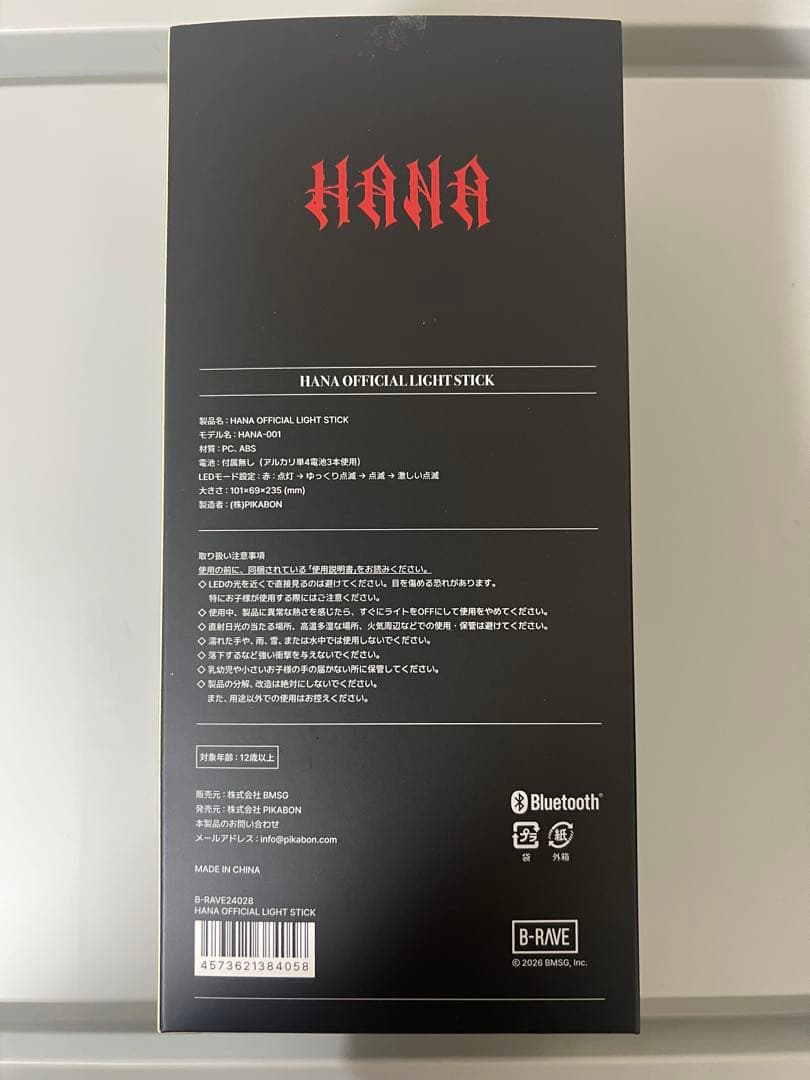 HANA
HANA OFFICIAL LIGHT STICK
製品名：HANA OFFICIAL LIGHT STICK
モデル名：HANA-001
材質：PC、ABS
電池：付属無し（アルカリ単4電池3本使用）
LEDモード設定：赤：点灯 → ゆっくり点滅 → 点滅 → 激しい点滅
大きさ：101×69×235 (mm)
製造者：(株)PIKABON
取り扱い注意事項
使用の前に、同梱されている「使用説明書」をお読みください。
◇ LEDの光を近くで直接見るのは避けてください。目を傷める恐れがあります。
特にお子様が使用する際にはご注意ください。
◇ 使用中、製品に異常な熱さを感じたら、すぐにライトをOFFにして使用をやめてください。
◇ 直射日光の当たる場所、高温多湿な場所、火気周辺などでの使用・保管は避けてください。
◇ 濡れた手や、雨、雪、または水中では使用しないでください。
◇ 落下するなど強い衝撃を与えないでください。
◇ 乳幼児や小さいお子様の手の届かない所に保管してください。
◇ 製品の分解、改造は絶対にしないでください。
また、用途以外での使用はお控えください。
対象年齢：12歳以上
販売元：株式会社 BMSG
発売元：株式会社 PIKABON
本製品のお問い合わせ
メールアドレス：info@pikabon.com
MADE IN CHINA
B-RAVE24028
HANA OFFICIAL LIGHT STICK
4573621384058
Bluetooth®
プラ 紙
袋 外箱
B-RAVE
© 2026 BMSG, Inc.